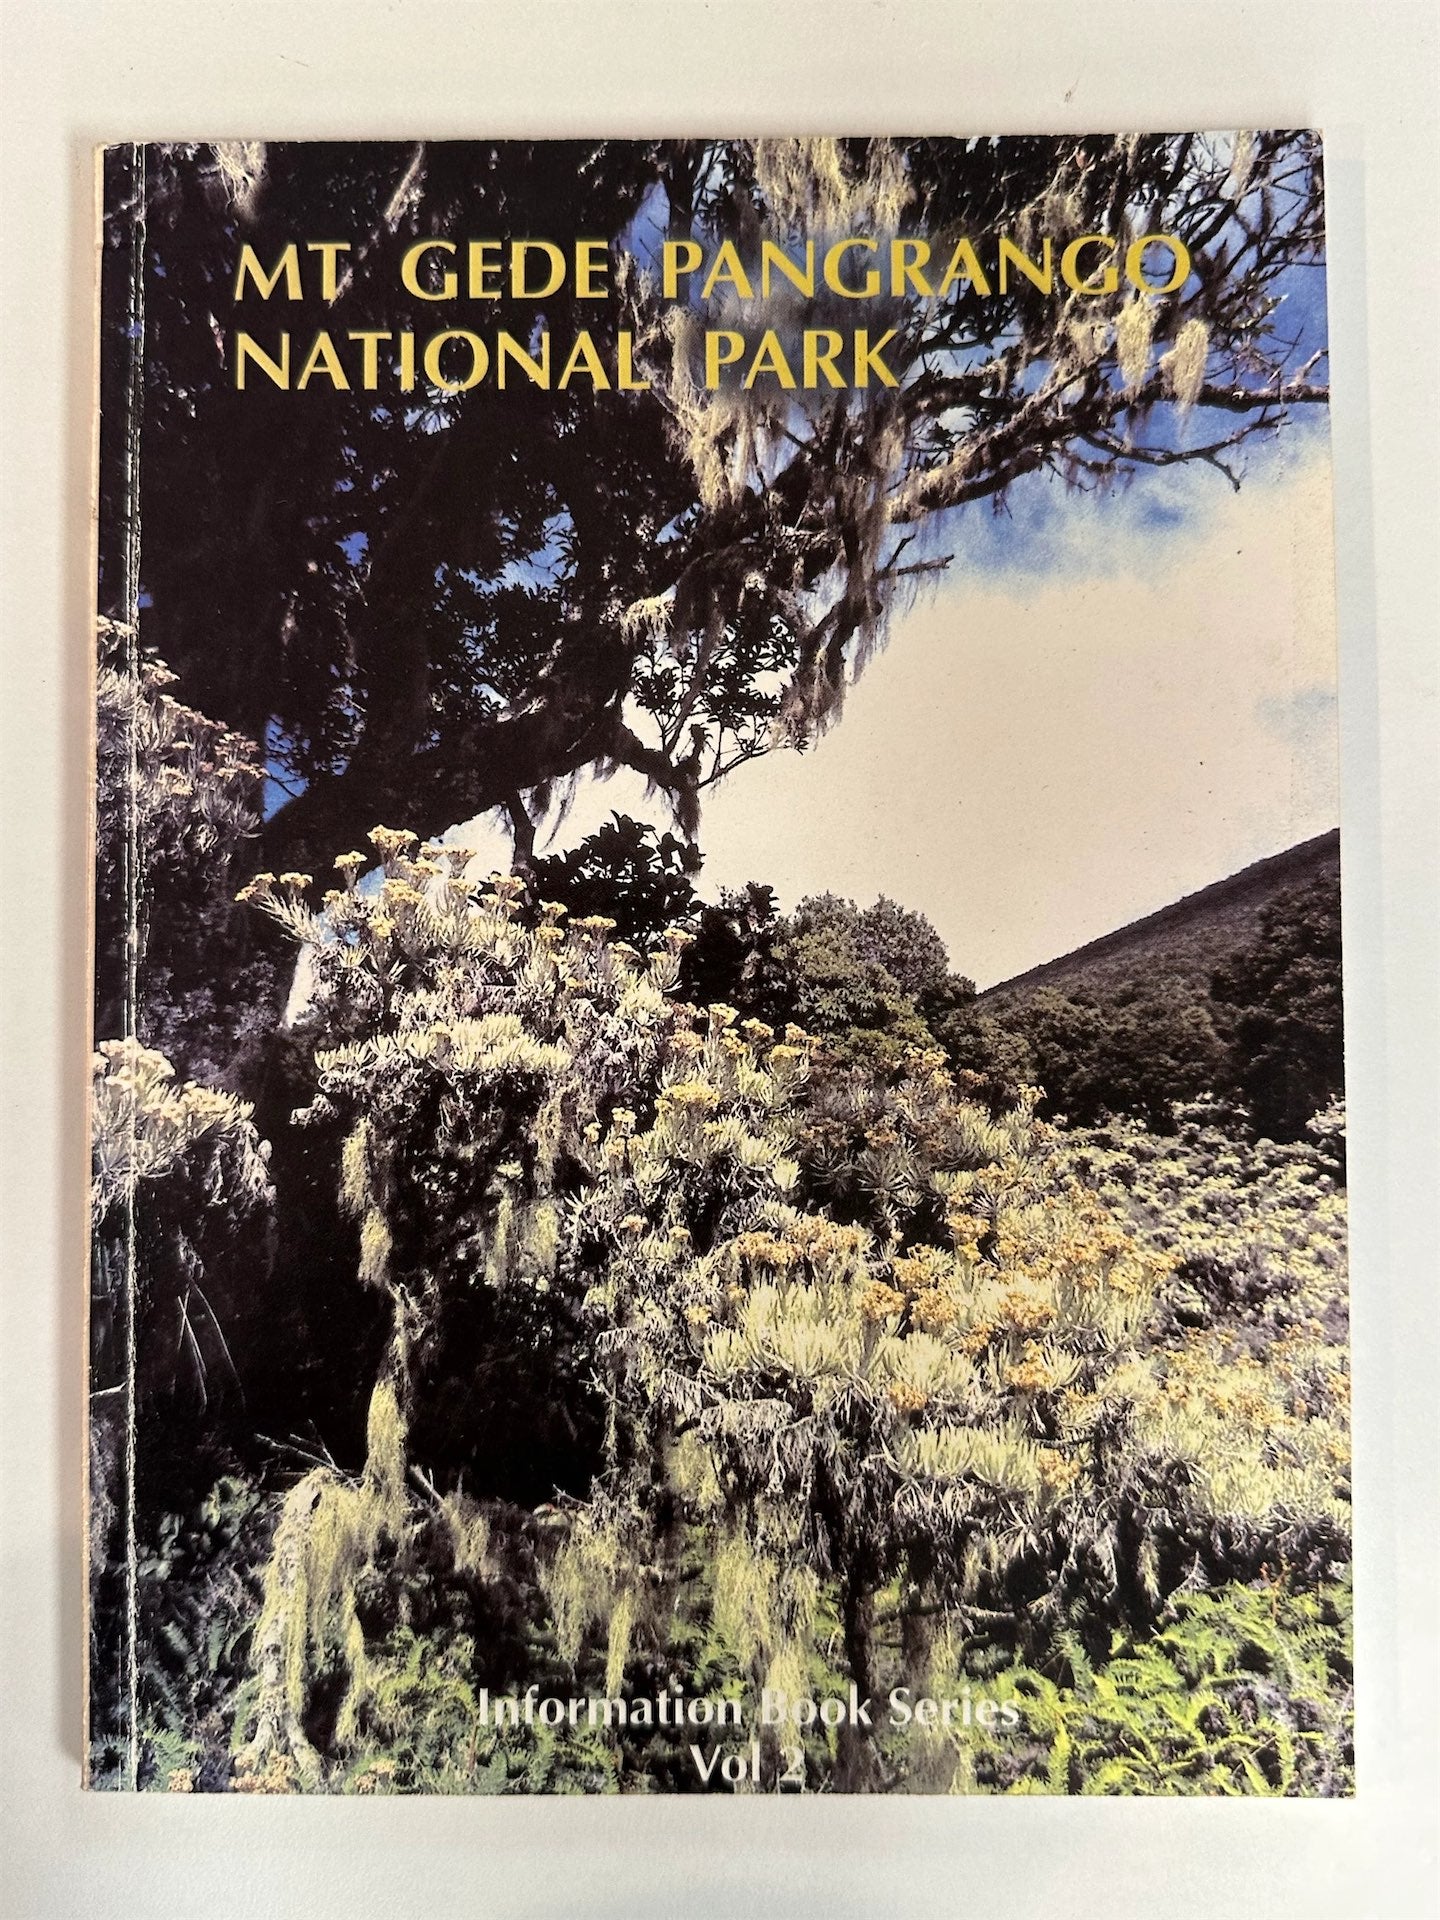 MT GEDE PANGRANGO
NATIONAL PARK
Information Book Series
Vol 2